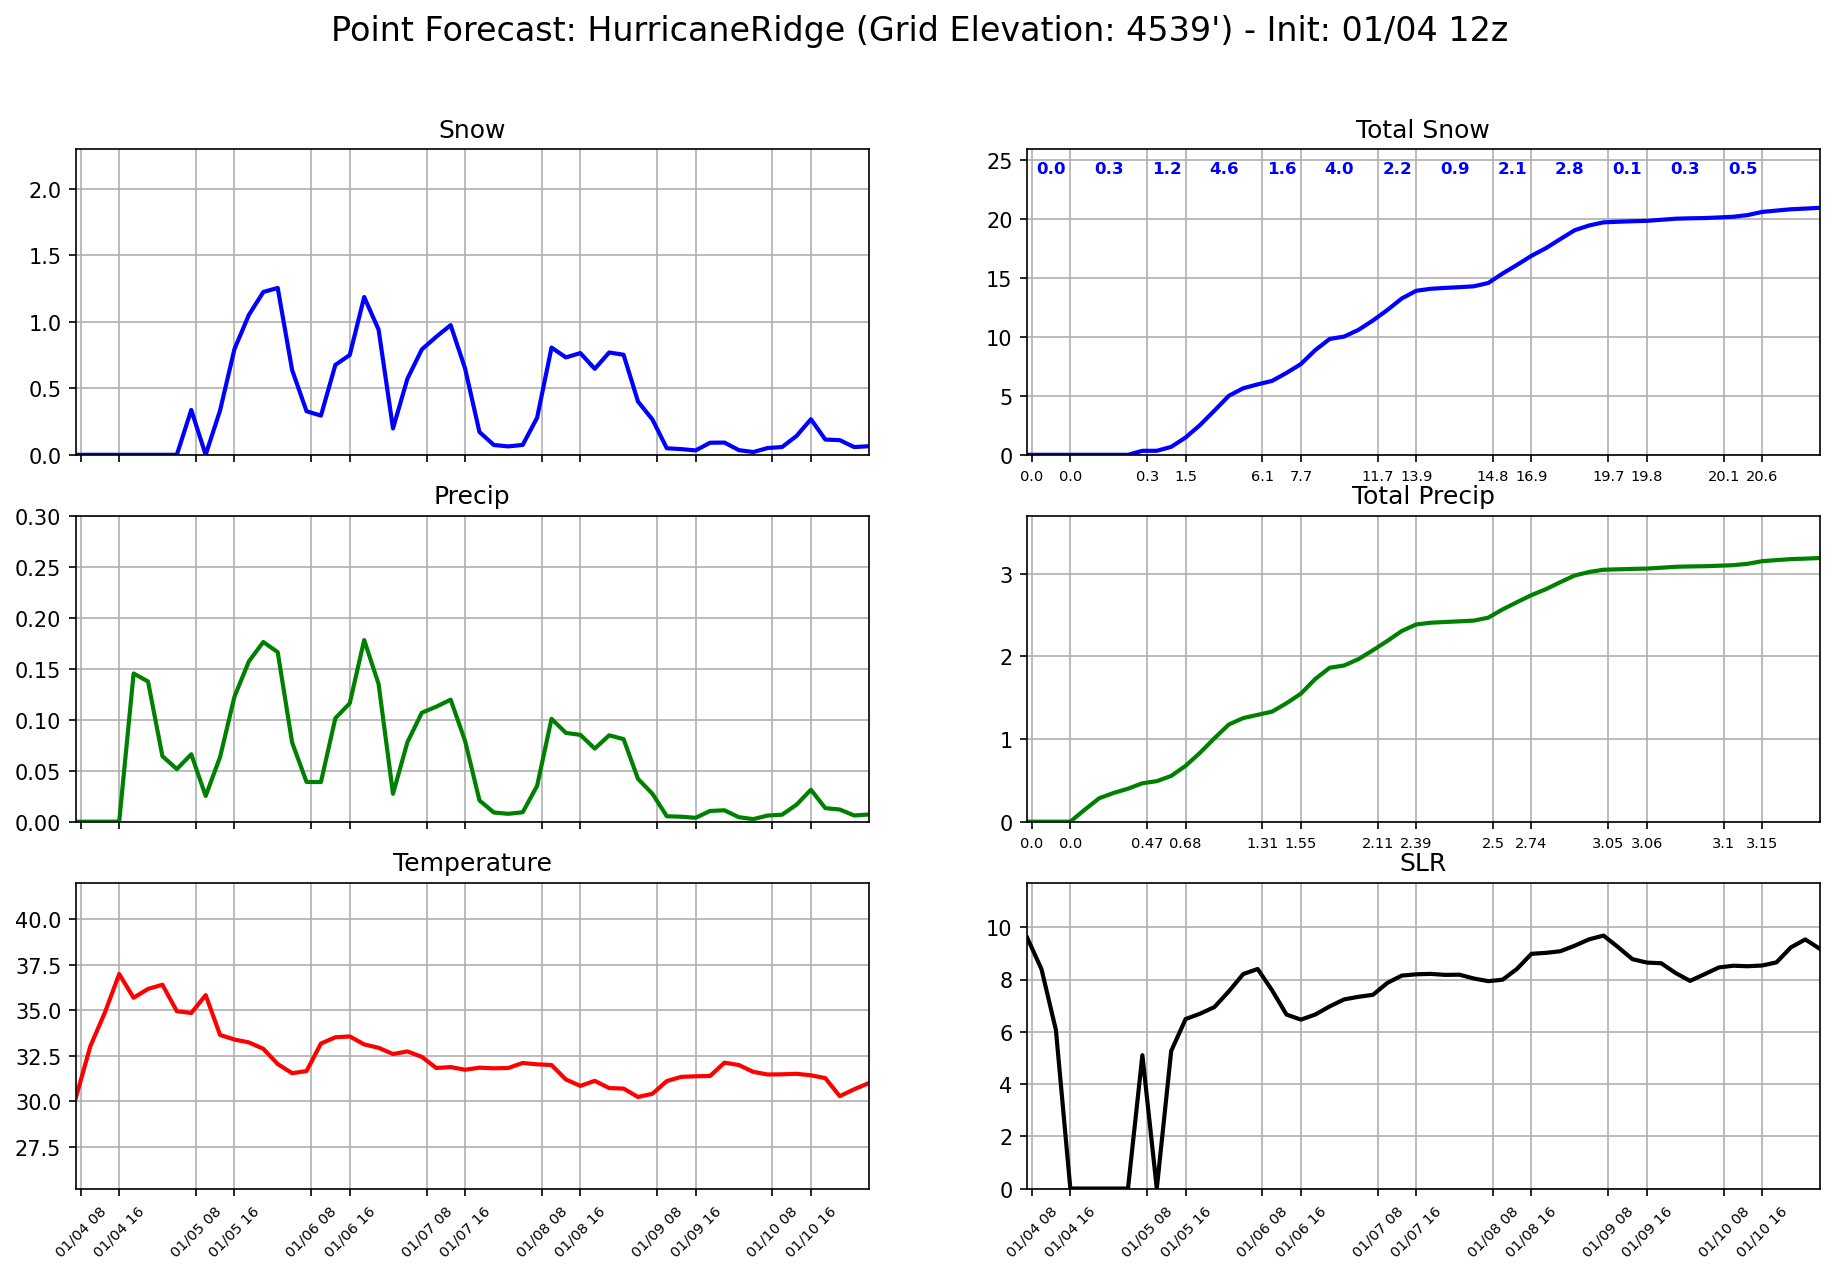 Point Forecast: HurricaneRidge (Grid Elevation: 4539') - Init: 01/04 12z
Snow
2.0
1.5
1.0
0.5
0.0
Total Snow
0.0 0.3 1.2 4.6 1.6 4.0 2.2 0.9 2.1 2.8 0.1 0.3 0.5
25
20
15
10
5
0
0.0 0.0 0.3 1.5 6.1 7.7 11.7 13.9 14.8 16.9 19.7 19.8 20.1 20.6
Precip
0.30
0.25
0.20
0.15
0.10
0.05
0.00
Total Precip
3
2
1
0
0.0 0.0 0.47 0.68 1.31 1.55 2.11 2.39 2.5 2.74 3.05 3.06 3.1 3.15
Temperature
40.0
37.5
35.0
32.5
30.0
27.5
01/04 08 01/04 16 01/05 08 01/05 16 01/06 08 01/06 16 01/07 08 01/07 16 01/08 08 01/08 16 01/09 08 01/09 16 01/10 08 01/10 16
SLR
10
8
6
4
2
0
01/04 08 01/04 16 01/05 08 01/05 16 01/06 08 01/06 16 01/07 08 01/07 16 01/08 08 01/08 16 01/09 08 01/09 16 01/10 08 01/10 16